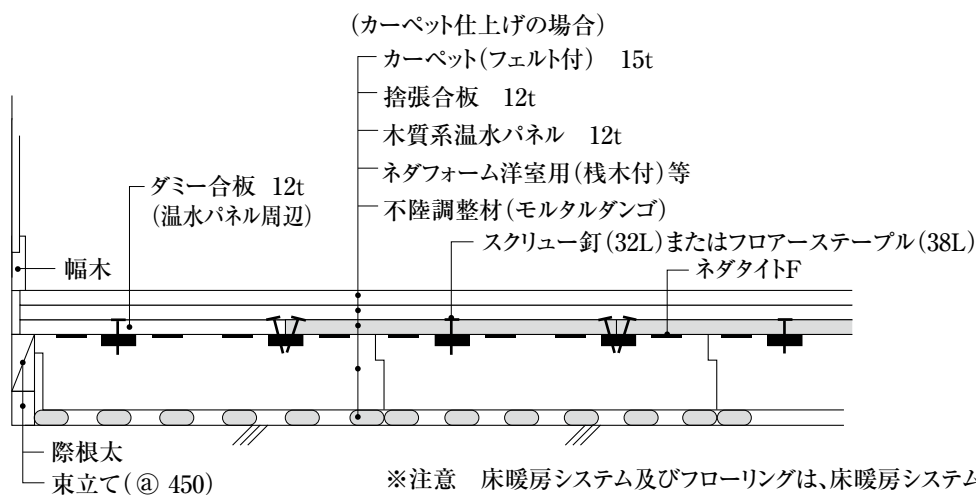 (カーペット仕上げの場合)
カーペット(フェルト付) 15t
捨張合板 12t
木質系温水パネル 12t
ネダフォーム洋室用(桟木付)等
不陸調整材(モルタルダンゴ)
スクリュー釘(32L)またはフロアーステープル(38L)
ネダタイトF
ダミー合板 12t
(温水パネル周辺)
幅木
際根太
束立て(ⓐ 450)
※注意 床暖房システム及びフローリングは、床暖房システム